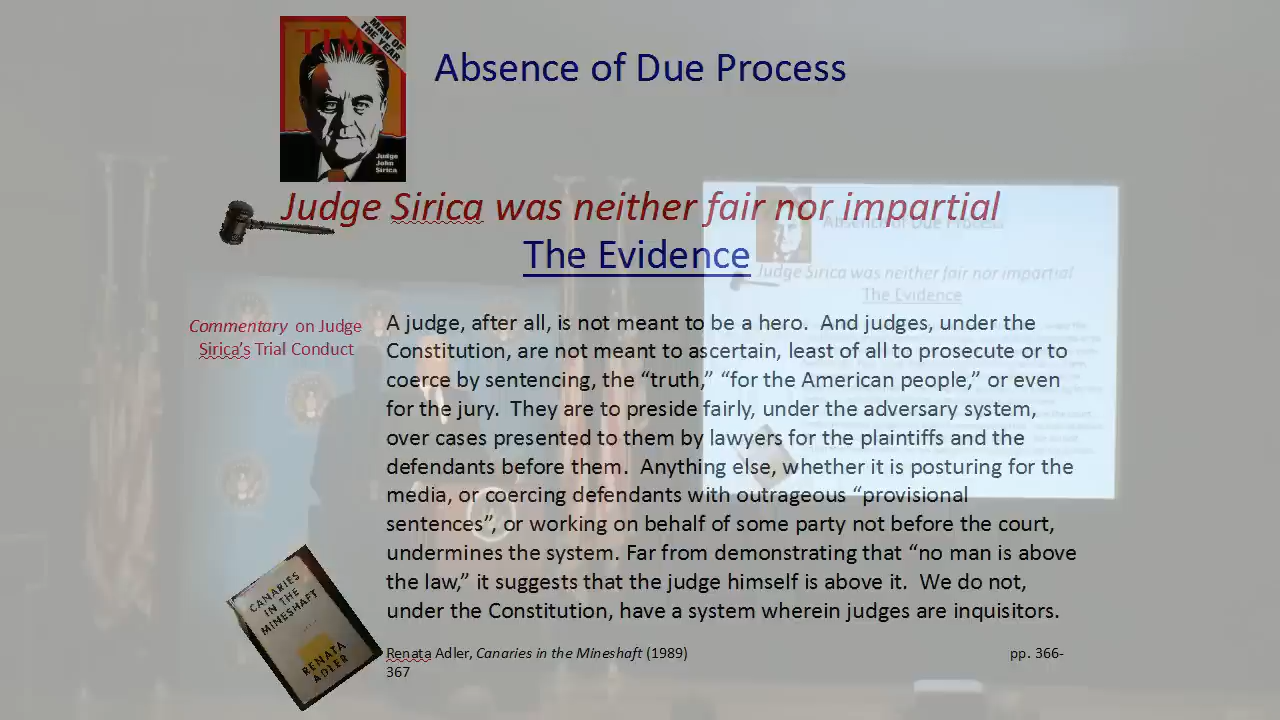 TIME
MAN OF
THE YEAR
Judge
John
Sirica
Absence of Due Process
Judge Sirica was neither fair nor impartial
The Evidence
Commentary on Judge
Sirica’s Trial Conduct
A judge, after all, is not meant to be a hero.  And judges, under the
Constitution, are not meant to ascertain, least of all to prosecute or to
coerce by sentencing, the “truth,” “for the American people,” or even
for the jury.  They are to preside fairly, under the adversary system,
over cases presented to them by lawyers for the plaintiffs and the
defendants before them.  Anything else, whether it is posturing for the
media, or coercing defendants with outrageous “provisional
sentences”, or working on behalf of some party not before the court,
undermines the system. Far from demonstrating that “no man is above
the law,” it suggests that the judge himself is above it.  We do not,
under the Constitution, have a system wherein judges are inquisitors.
Renata Adler, Canaries in the Mineshaft (1989) pp. 366-
367
CANARIES
IN THE
MINESHAFT
RENATA
ADLER
Absence of Due Process
Judge Sirica was neither fair nor impartial
The Evidence